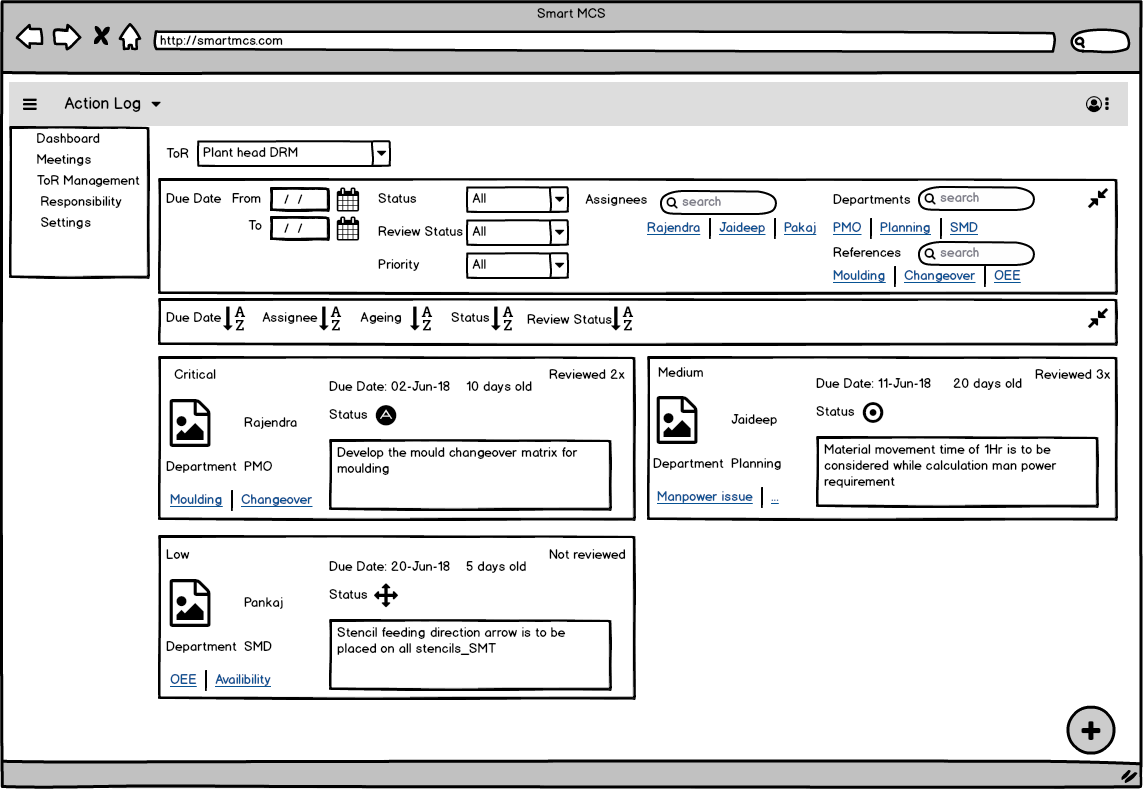 Smart MCS
http://smartmcs.com
Action Log
Dashboard
Meetings
ToR Management
Responsibility
Settings
ToR Plant head DRM
Due Date From / /
To / /
Status All
Review Status All
Priority All
Assignees search
Rajendra Jaideep Pakaj
Departments search
PMO Planning SMD
References search
Moulding Changeover OEE
Due Date A Z Assignee A Z Ageing A Z Status A Z Review Status A Z
Critical
Reviewed 2x
Due Date: 02-Jun-18 10 days old
Status A
Rajendra
Department PMO
Moulding Changeover
Develop the mould changeover matrix for
moulding
Medium
Reviewed 3x
Due Date: 11-Jun-18 20 days old
Status
Jaideep
Department Planning
Manpower issue ...
Material movement time of 1Hr is to be
considered while calculation man power
requirement
Low
Not reviewed
Due Date: 20-Jun-18 5 days old
Status
Pankaj
Department SMD
OEE Availibility
Stencil feeding direction arrow is to be
placed on all stencils_SMT